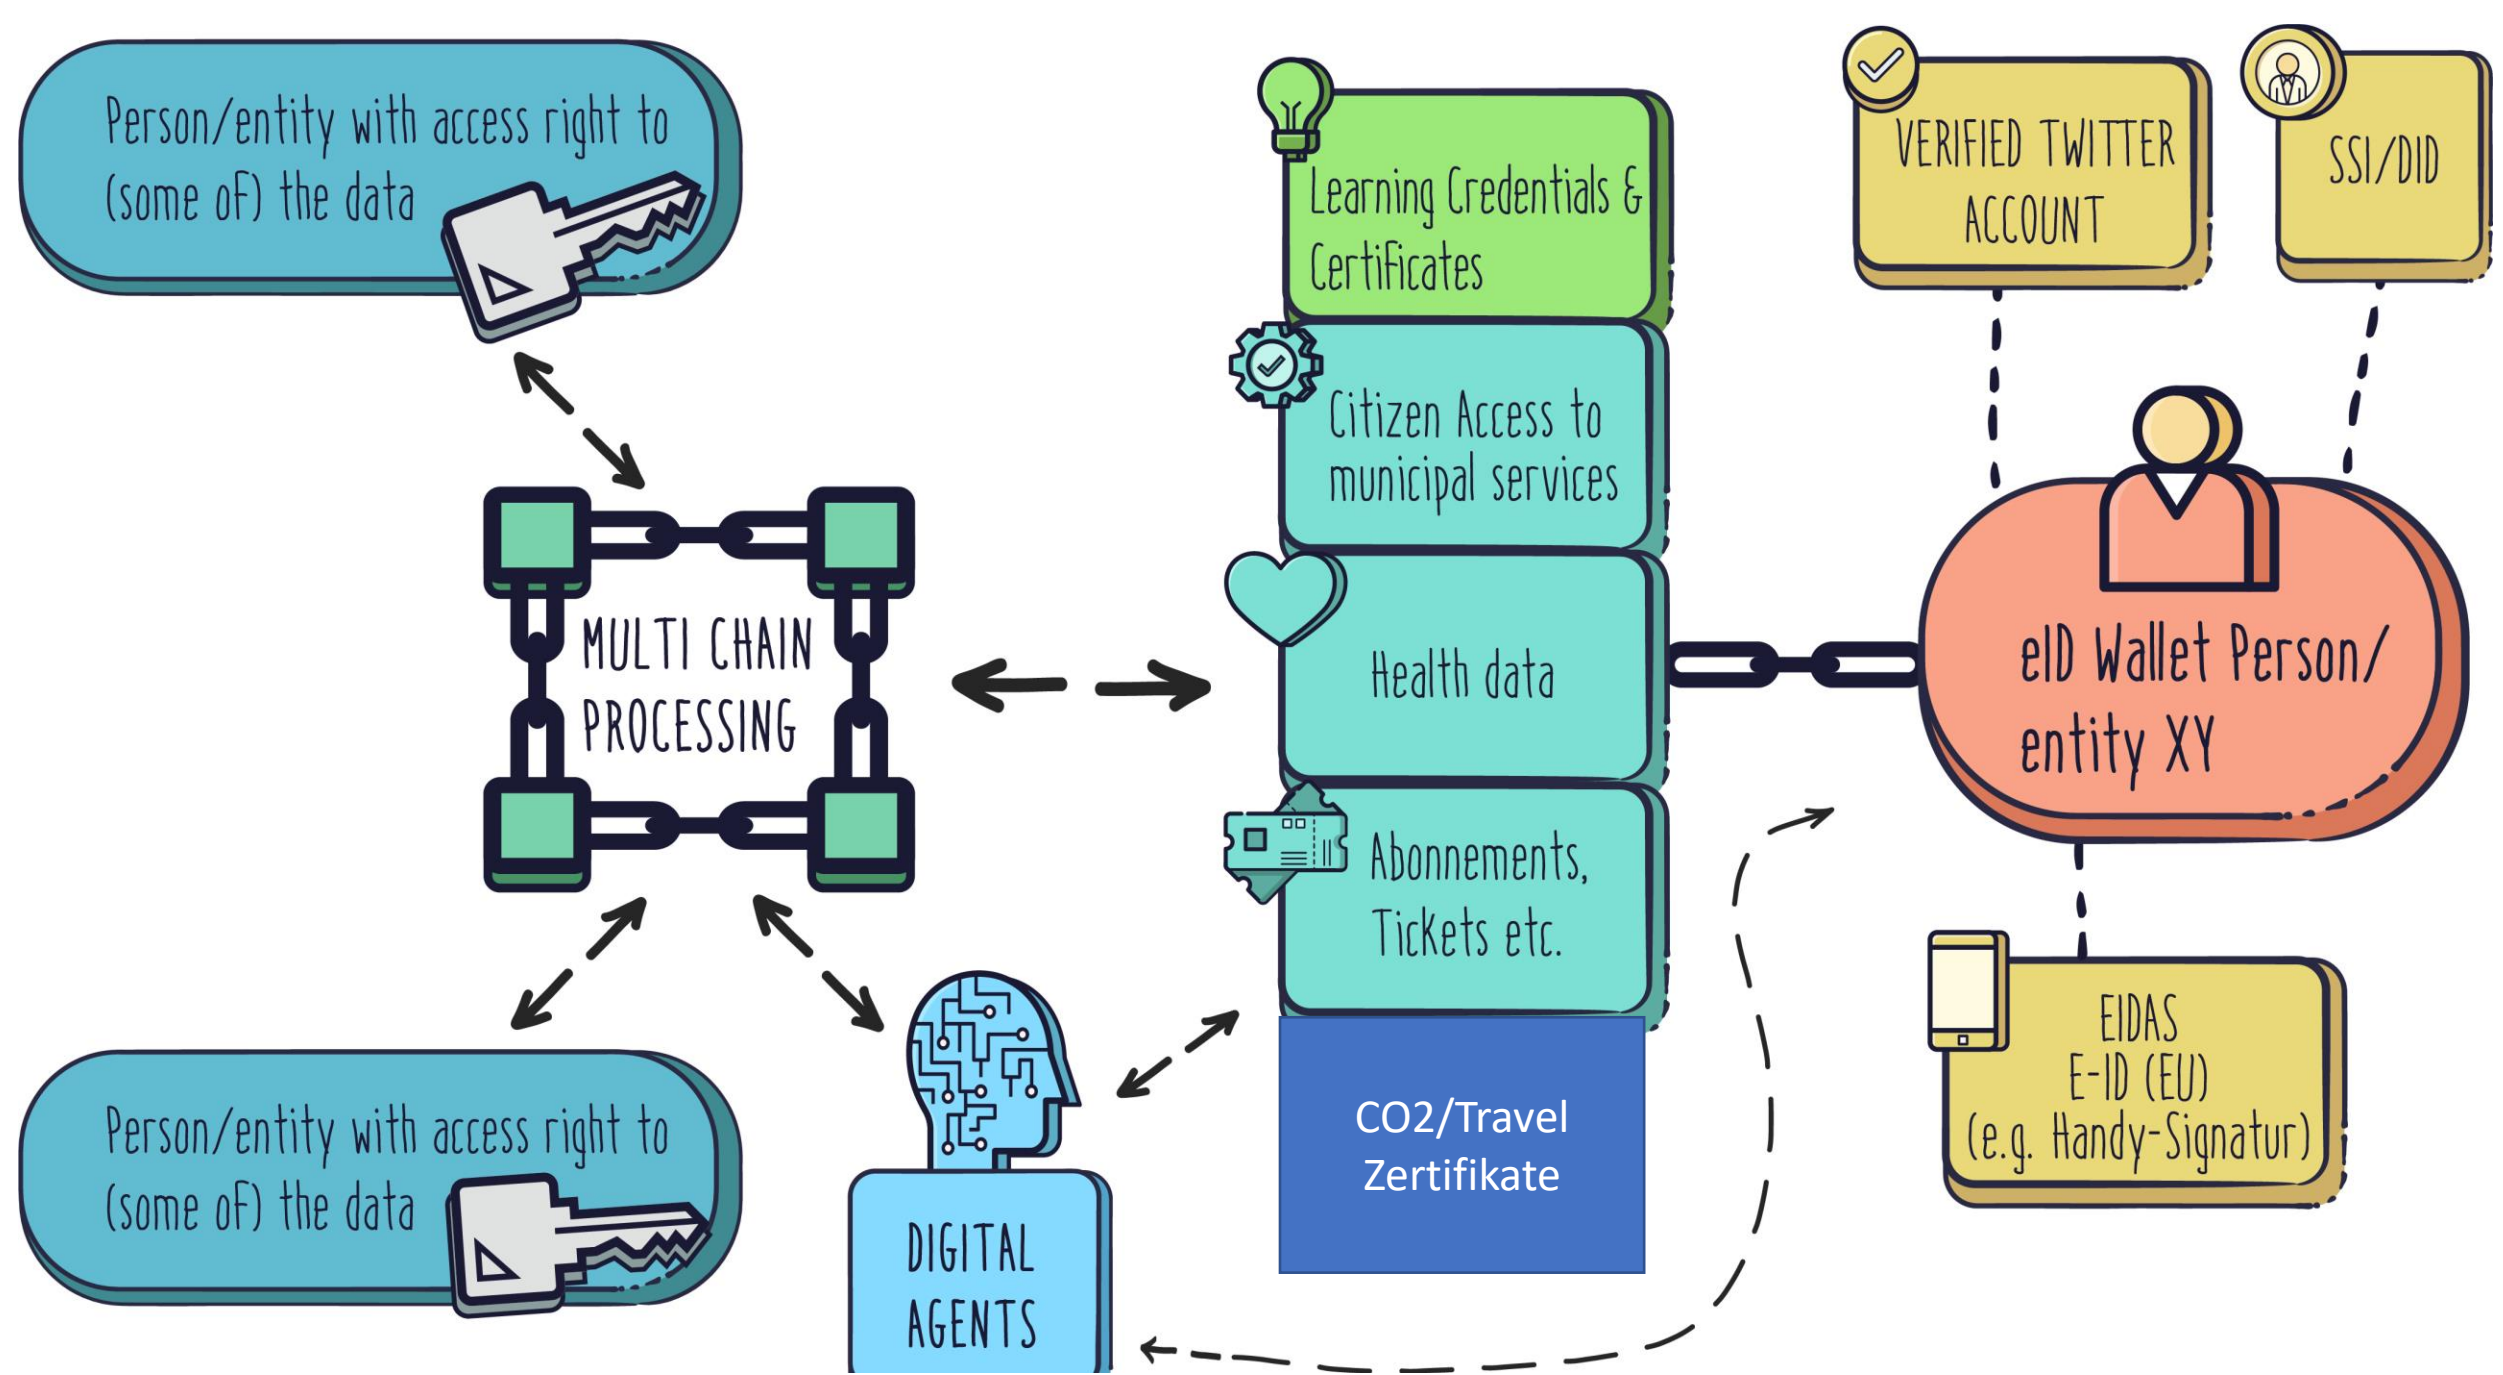 Person/entity with access right to
(some of) the data
Learning Credentials &
Certificates
VERIFIED TWITTER
ACCOUNT
SSI/DID
Citizen Access to
municipal services
MULTI CHAIN
PROCESSING
Health data
eID Wallet Person/
entity XY
Abonnements,
Tickets etc.
EIDAS
E-ID (EU)
(e.g. Handy-Signatur)
CO2/Travel
Zertifikate
Person/entity with access right to
(some of) the data
DIGITAL
AGENTS